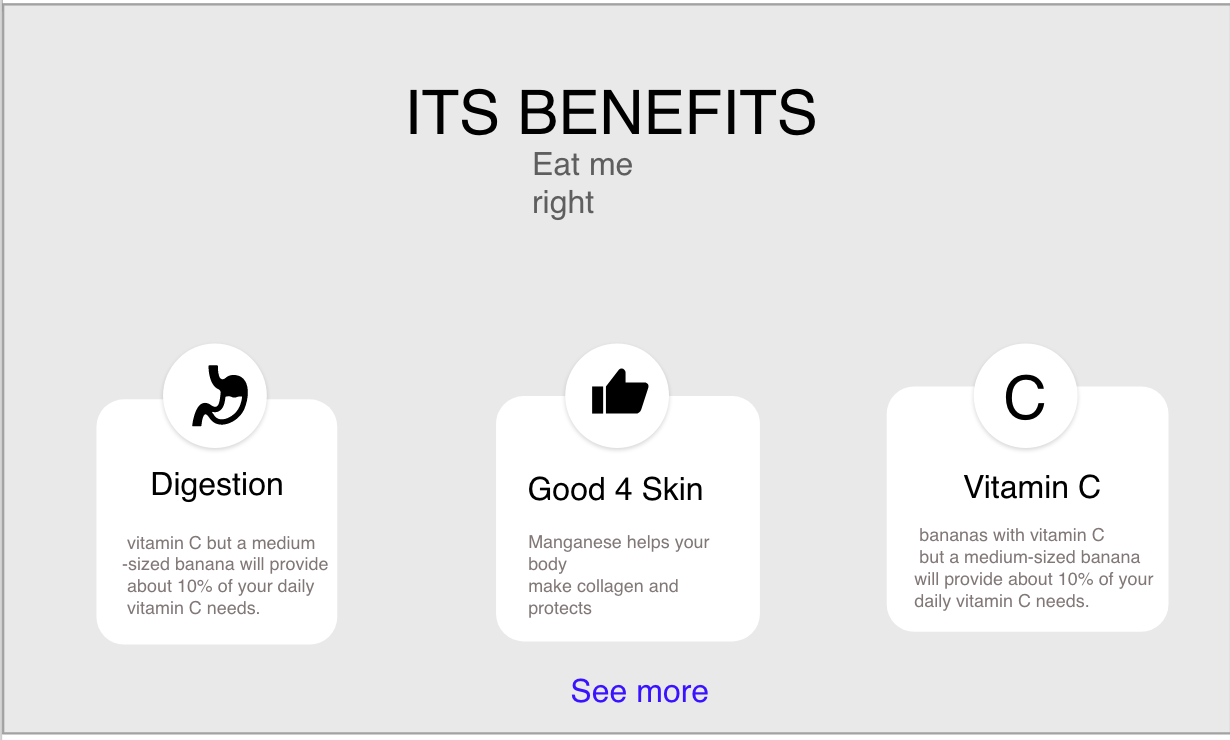 ITS BENEFITS
Eat me
right
C
Digestion
vitamin C but a medium
-sized banana will provide
about 10% of your daily
vitamin C needs.
Good 4 Skin
Manganese helps your
body
make collagen and
protects
Vitamin C
bananas with vitamin C
but a medium-sized banana
will provide about 10% of your
daily vitamin C needs.
See more